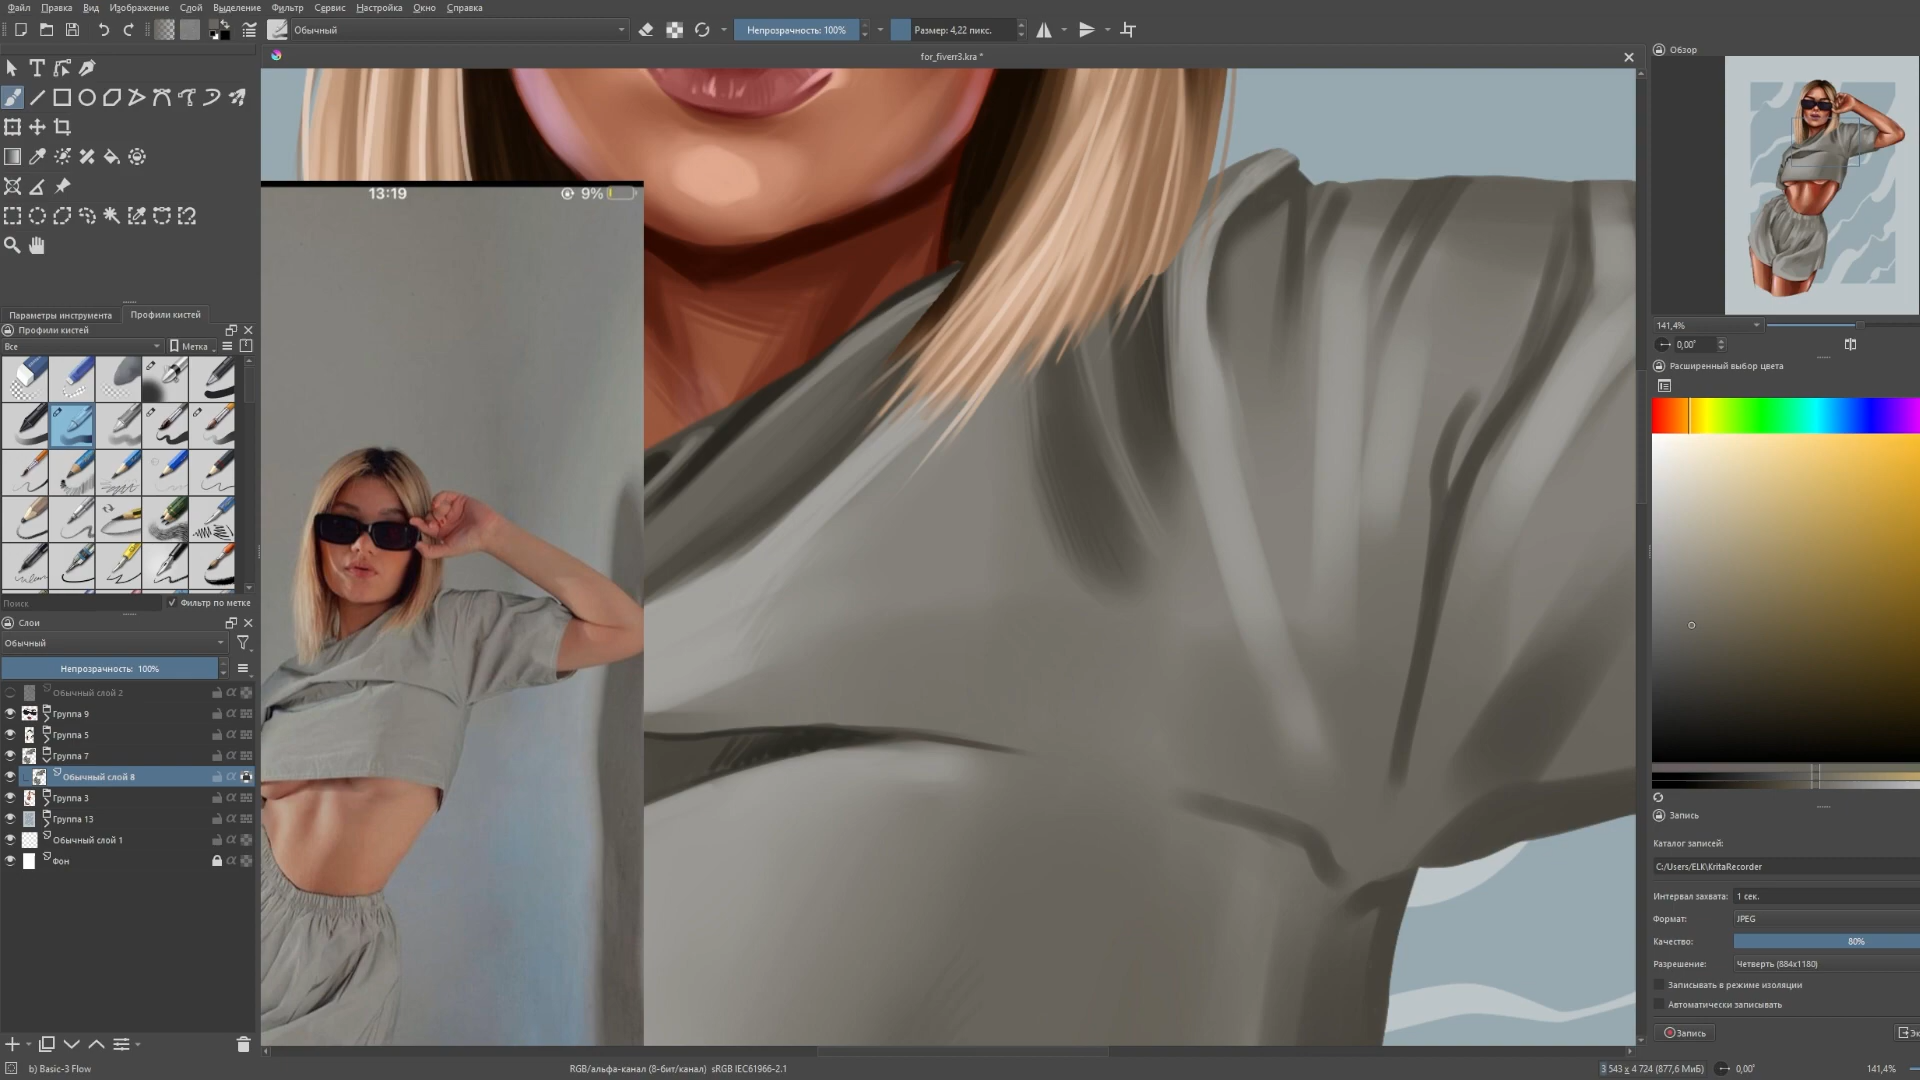 Файл Правка Вид Изображение Слой Выделение Фильтр Сервис Настройка Окно Справка
Обычный
Непрозрачность: 100%
Размер: 4,22 пикс.
for_fiverr3.kra *
Обзор
13:19
9%
Параметры инструмента
Профили кистей
Профили кистей
Все
Метка
Поиск
Фильтр по метке
Слои
Обычный
Непрозрачность: 100%
Обычный слой 2
Группа 9
Группа 5
Группа 7
Обычный слой 8
Группа 3
Группа 13
Обычный слой 1
Фон
141,4%
0,00°
Расширенный выбор цвета
Запись
Каталог записей:
C:/Users/ELK\KritaRecorder
Интервал захвата: 1 сек.
Формат: JPEG
Качество: 80%
Разрешение: Четверть (884x1180)
Записывать в режиме изоляции
Автоматически записывать
Запись
Эк
b) Basic-3 Flow
RGB/альфа-канал (8-бит/канал) sRGB IEC61966-2.1
3 543 x 4 724 (877,6 МиБ)
0,00°
141,4%